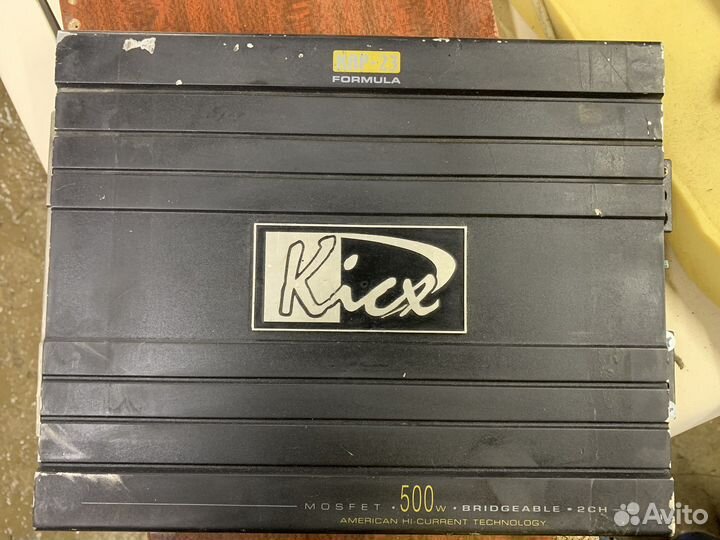 FORMULA
Kicx
MOSFET • 500w • BRIDGEABLE • 2CH
AMERICAN HI-CURRENT TECHNOLOGY
Avito